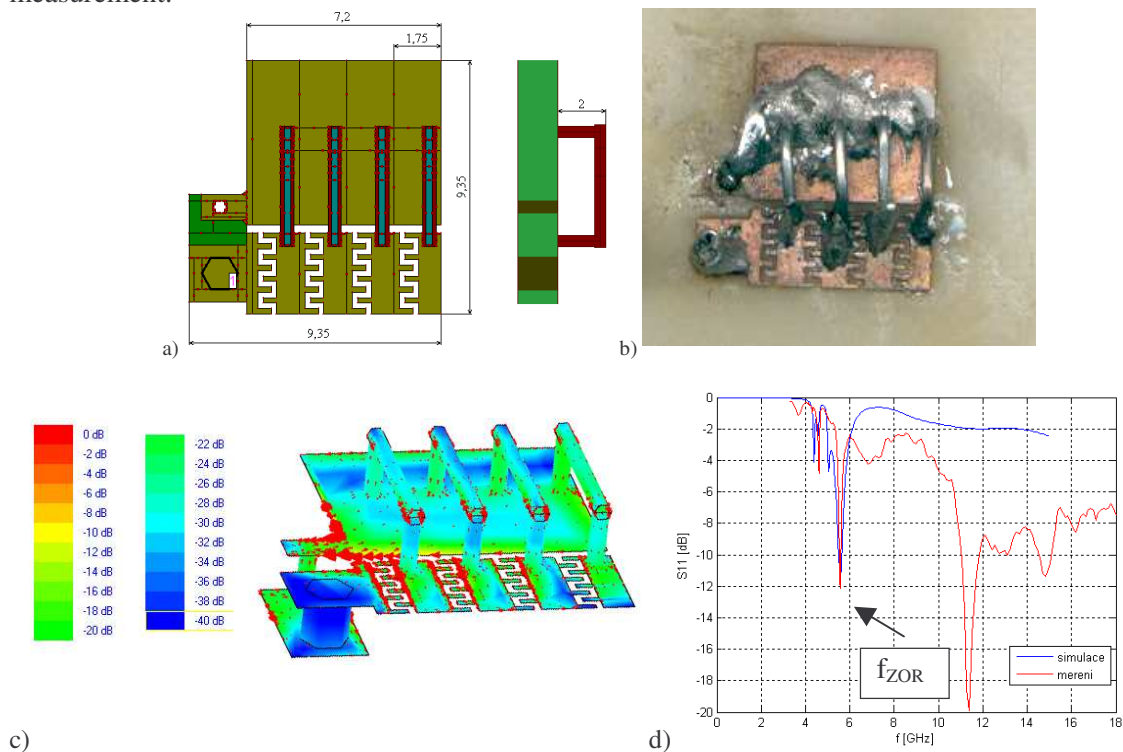 measurement.
7,2
1,75
2
9,35
9,35
1
a)
b)
0 dB
-2 dB
-4 dB
-6 dB
-8 dB
-10 dB
-12 dB
-14 dB
-16 dB
-18 dB
-20 dB
-22 dB
-24 dB
-26 dB
-28 dB
-30 dB
-32 dB
-34 dB
-36 dB
-38 dB
-40 dB
c)
0
-2
-4
-6
-8
-10
-12
-14
-16
-18
-20
S11 [dB]
fZOR
simulace
mereni
0 2 4 6 8 10 12 14 16 18
f [GHz]
d)